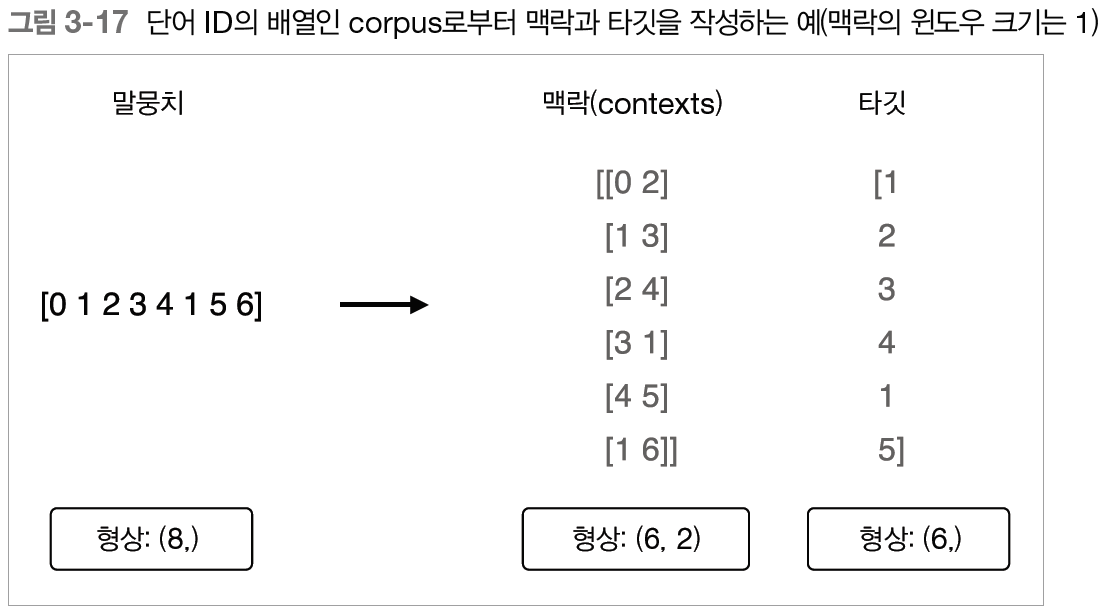 그림 3-17 단어 ID의 배열인 corpus로부터 맥락과 타깃을 작성하는 예(맥락의 윈도우 크기는 1)
말뭉치 맥락(contexts) 타깃
[[0 2] [1
[1 3] 2
[2 4] 3
[0 1 2 3 4 1 5 6]
[3 1] 4
[4 5] 1
[1 6]] 5]
형상: (8,) 형상: (6, 2) 형상: (6,)